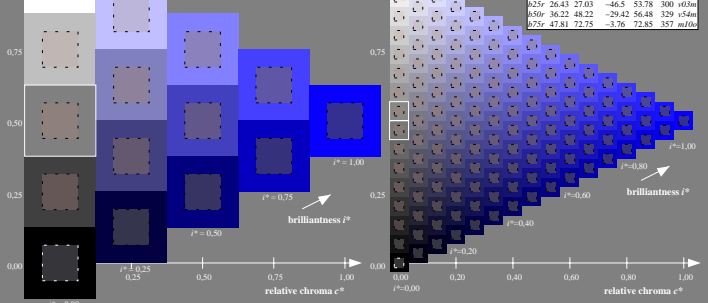 b25r 26.43 27.03 -46.5 53.78 300 v03m
b50r 36.22 48.22 -29.42 56.48 329 v54m
b75r 47.81 72.75 -3.76 72.85 357 m10o
0,75
0,50
0,25
0,00
i* = 1,00
i* = 0,75
brilliantness i*
i* = 0,50
i* = 0,25
0,25
0,50
0,75
1,00
relative chroma c*
0,75
0,50
0,25
0,00
i*=1,00
i*=0,80
brilliantness i*
i*=0,60
i*=0,40
i*=0,20
0,00
0,20
0,40
0,60
0,80
1,00
relative chroma c*
i*=0,00